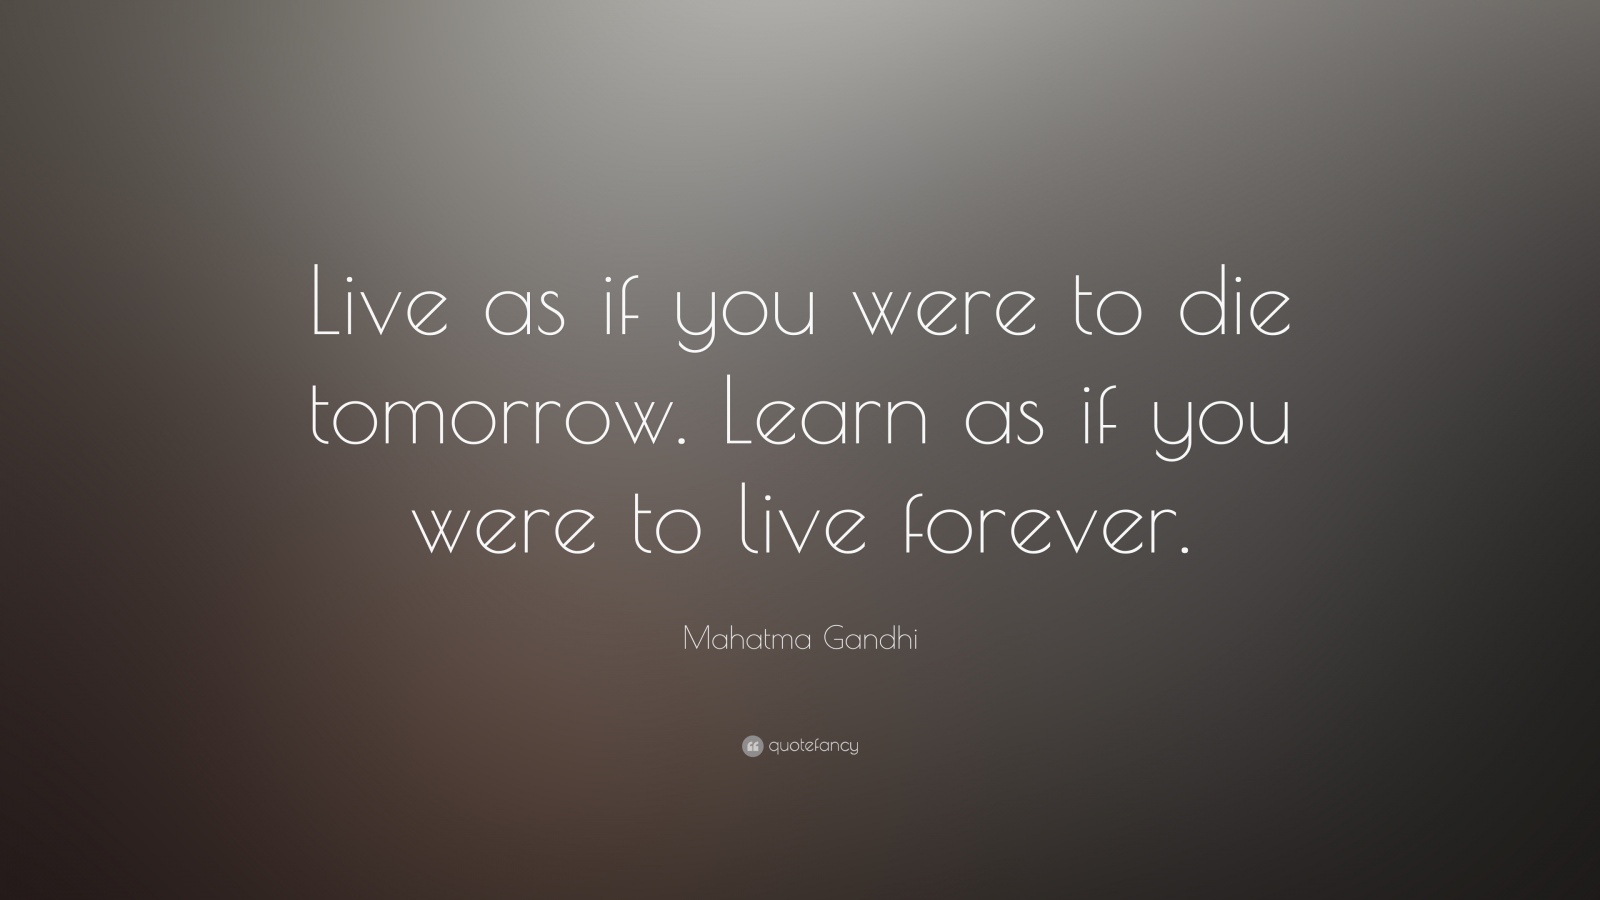 Live as if you were to die
tomorrow. Learn as if you
were to live forever.
Mahatma Gandhi
quotefancy